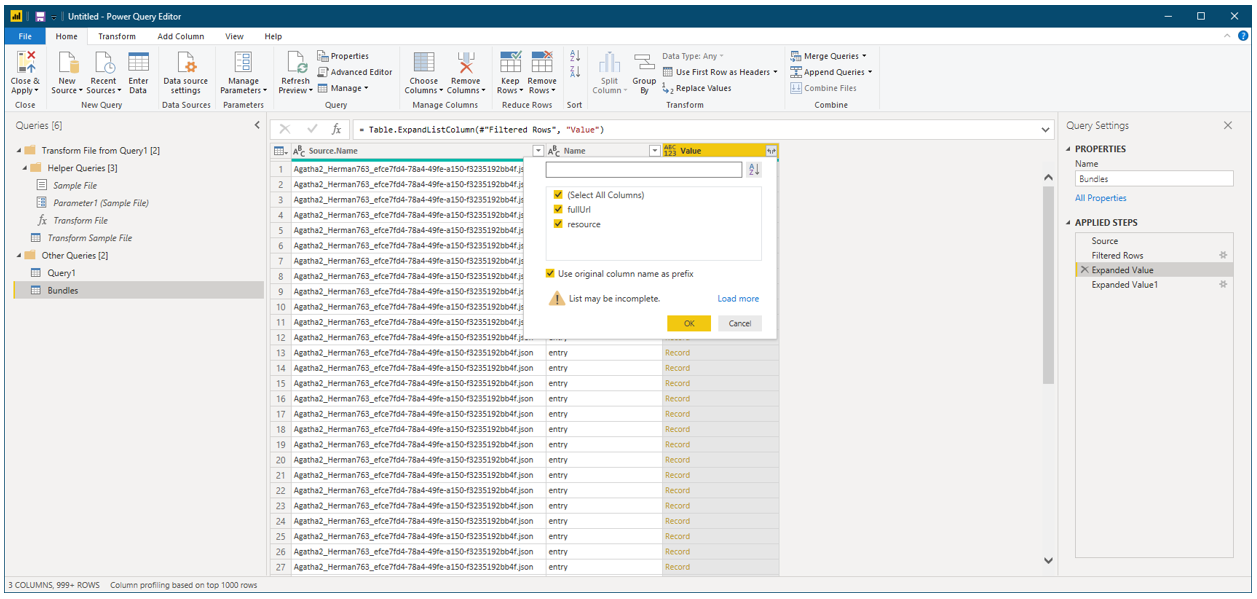 Untitled - Power Query Editor
File Home Transform Add Column View Help
Close & Apply
New Source
Recent Sources
Enter Data
Data source settings
Manage Parameters
Refresh Preview
Properties
Advanced Editor
Manage
Choose Columns
Remove Columns
Keep Rows
Remove Rows
Split Column
Group By
Data Type: Any
Use First Row as Headers
Replace Values
Merge Queries
Append Queries
Combine Files
Close New Query Data Sources Parameters Query Manage Columns Reduce Rows Sort Transform Combine
Queries [6]
Transform File from Query1 [2]
Helper Queries [3]
Sample File
Parameter1 (Sample File)
fx Transform File
Transform Sample File
Other Queries [2]
Query1
Bundles
fx = Table.ExpandListColumn(#"Filtered Rows", "Value")
ABC Source.Name ABC Name ABC 123 Value
1 Agatha2_Herman763_efce7fd4-78a4-49fe-a150-f3235192bb4f.js
2 Agatha2_Herman763_efce7fd4-78a4-49fe-a150-f3235192bb4f.js
3 Agatha2_Herman763_efce7fd4-78a4-49fe-a150-f3235192bb4f.js
4 Agatha2_Herman763_efce7fd4-78a4-49fe-a150-f3235192bb4f.js
5 Agatha2_Herman763_efce7fd4-78a4-49fe-a150-f3235192bb4f.js
6 Agatha2_Herman763_efce7fd4-78a4-49fe-a150-f3235192bb4f.js
7 Agatha2_Herman763_efce7fd4-78a4-49fe-a150-f3235192bb4f.js
8 Agatha2_Herman763_efce7fd4-78a4-49fe-a150-f3235192bb4f.js
9 Agatha2_Herman763_efce7fd4-78a4-49fe-a150-f3235192bb4f.js
10 Agatha2_Herman763_efce7fd4-78a4-49fe-a150-f3235192bb4f.js
11 Agatha2_Herman763_efce7fd4-78a4-49fe-a150-f3235192bb4f.js
12 Agatha2_Herman763_efce7fd4-78a4-49fe-a150-f3235192bb4f.js
13 Agatha2_Herman763_efce7fd4-78a4-49fe-a150-f3235192bb4f.json entry Record
14 Agatha2_Herman763_efce7fd4-78a4-49fe-a150-f3235192bb4f.json entry Record
15 Agatha2_Herman763_efce7fd4-78a4-49fe-a150-f3235192bb4f.json entry Record
16 Agatha2_Herman763_efce7fd4-78a4-49fe-a150-f3235192bb4f.json entry Record
17 Agatha2_Herman763_efce7fd4-78a4-49fe-a150-f3235192bb4f.json entry Record
18 Agatha2_Herman763_efce7fd4-78a4-49fe-a150-f3235192bb4f.json entry Record
19 Agatha2_Herman763_efce7fd4-78a4-49fe-a150-f3235192bb4f.json entry Record
20 Agatha2_Herman763_efce7fd4-78a4-49fe-a150-f3235192bb4f.json entry Record
21 Agatha2_Herman763_efce7fd4-78a4-49fe-a150-f3235192bb4f.json entry Record
22 Agatha2_Herman763_efce7fd4-78a4-49fe-a150-f3235192bb4f.json entry Record
23 Agatha2_Herman763_efce7fd4-78a4-49fe-a150-f3235192bb4f.json entry Record
24 Agatha2_Herman763_efce7fd4-78a4-49fe-a150-f3235192bb4f.json entry Record
25 Agatha2_Herman763_efce7fd4-78a4-49fe-a150-f3235192bb4f.json entry Record
26 Agatha2_Herman763_efce7fd4-78a4-49fe-a150-f3235192bb4f.json entry Record
27 Agatha2_Herman763_efce7fd4-78a4-49fe-a150-f3235192bb4f.json entry Record
(Select All Columns)
fullUrl
resource
Use original column name as prefix
List may be incomplete. Load more
OK Cancel
Query Settings
PROPERTIES
Name
Bundles
All Properties
APPLIED STEPS
Source
Filtered Rows
Expanded Value
Expanded Value1
3 COLUMNS, 999+ ROWS Column profiling based on top 1000 rows